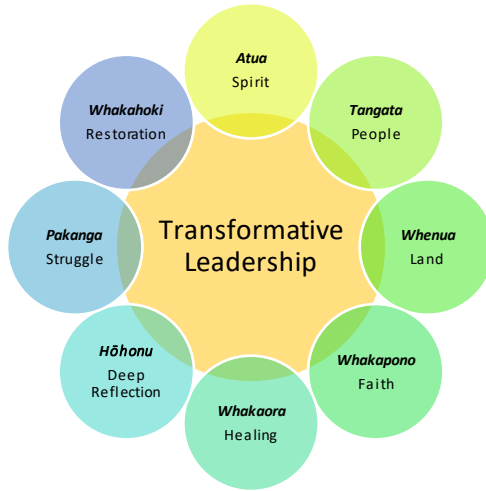 Atua
Spirit
Tangata
People
Whenua
Land
Whakapono
Faith
Whakaora
Healing
Hōhonu
Deep
Reflection
Pakanga
Struggle
Whakahoki
Restoration
Transformative
Leadership